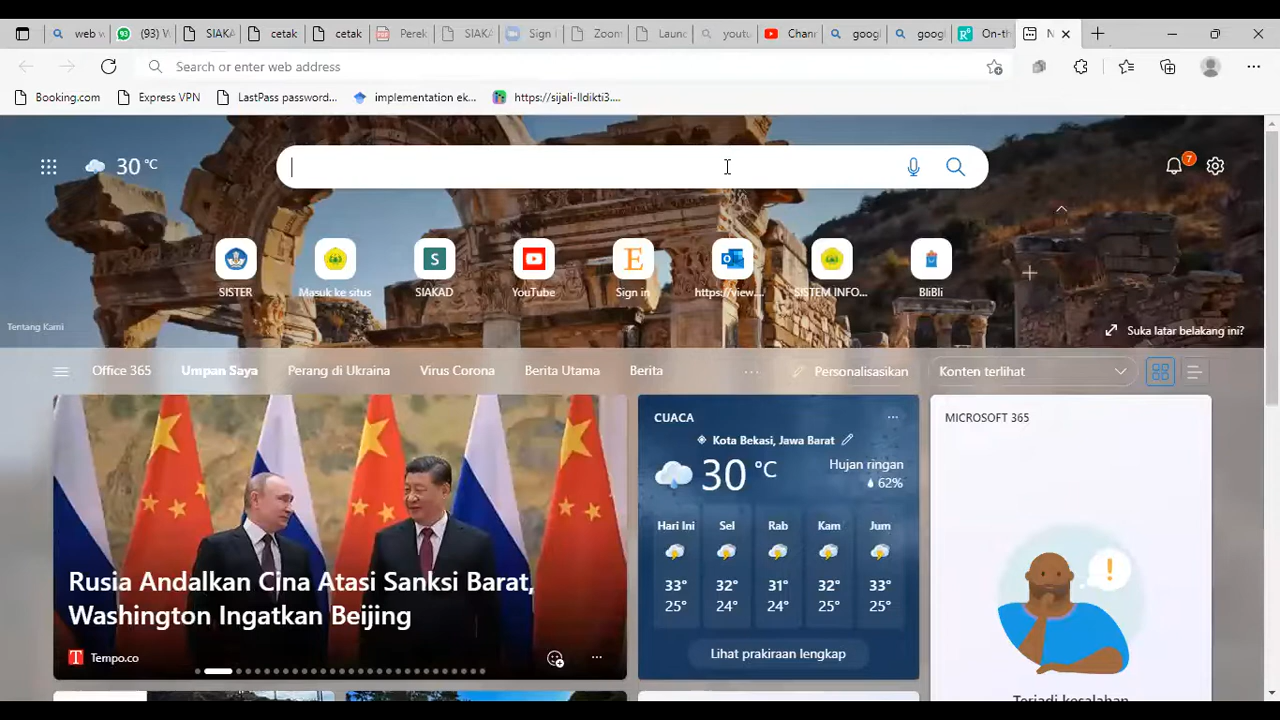 web w
(93) W
SIAKA
cetak
cetak
Perek
SIAKA
Sign i
Zoom
Launc
youtu
Chann
googl
googl
On-th
N
Search or enter web address
Booking.com
Express VPN
LastPass password...
implementation ek...
https://sijali-lldikti3....
30 °C
7
SISTER
Masuk ke situs
SIAKAD
YouTube
Sign in
https://view....
SISTEM INFO...
BliBli
Tentang Kami
Suka latar belakang ini?
Office 365
Umpan Saya
Perang di Ukraina
Virus Corona
Berita Utama
Berita
...
Personalisasikan
Konten terlihat
Rusia Andalkan Cina Atasi Sanksi Barat,
Washington Ingatkan Beijing
Tempo.co
CUACA
Kota Bekasi, Jawa Barat
30 °C
Hujan ringan
62%
Hari Ini Sel Rab Kam Jum
33° 32° 31° 32° 33°
25° 24° 24° 25° 25°
Lihat prakiraan lengkap
MICROSOFT 365
Terjadi kesalahan